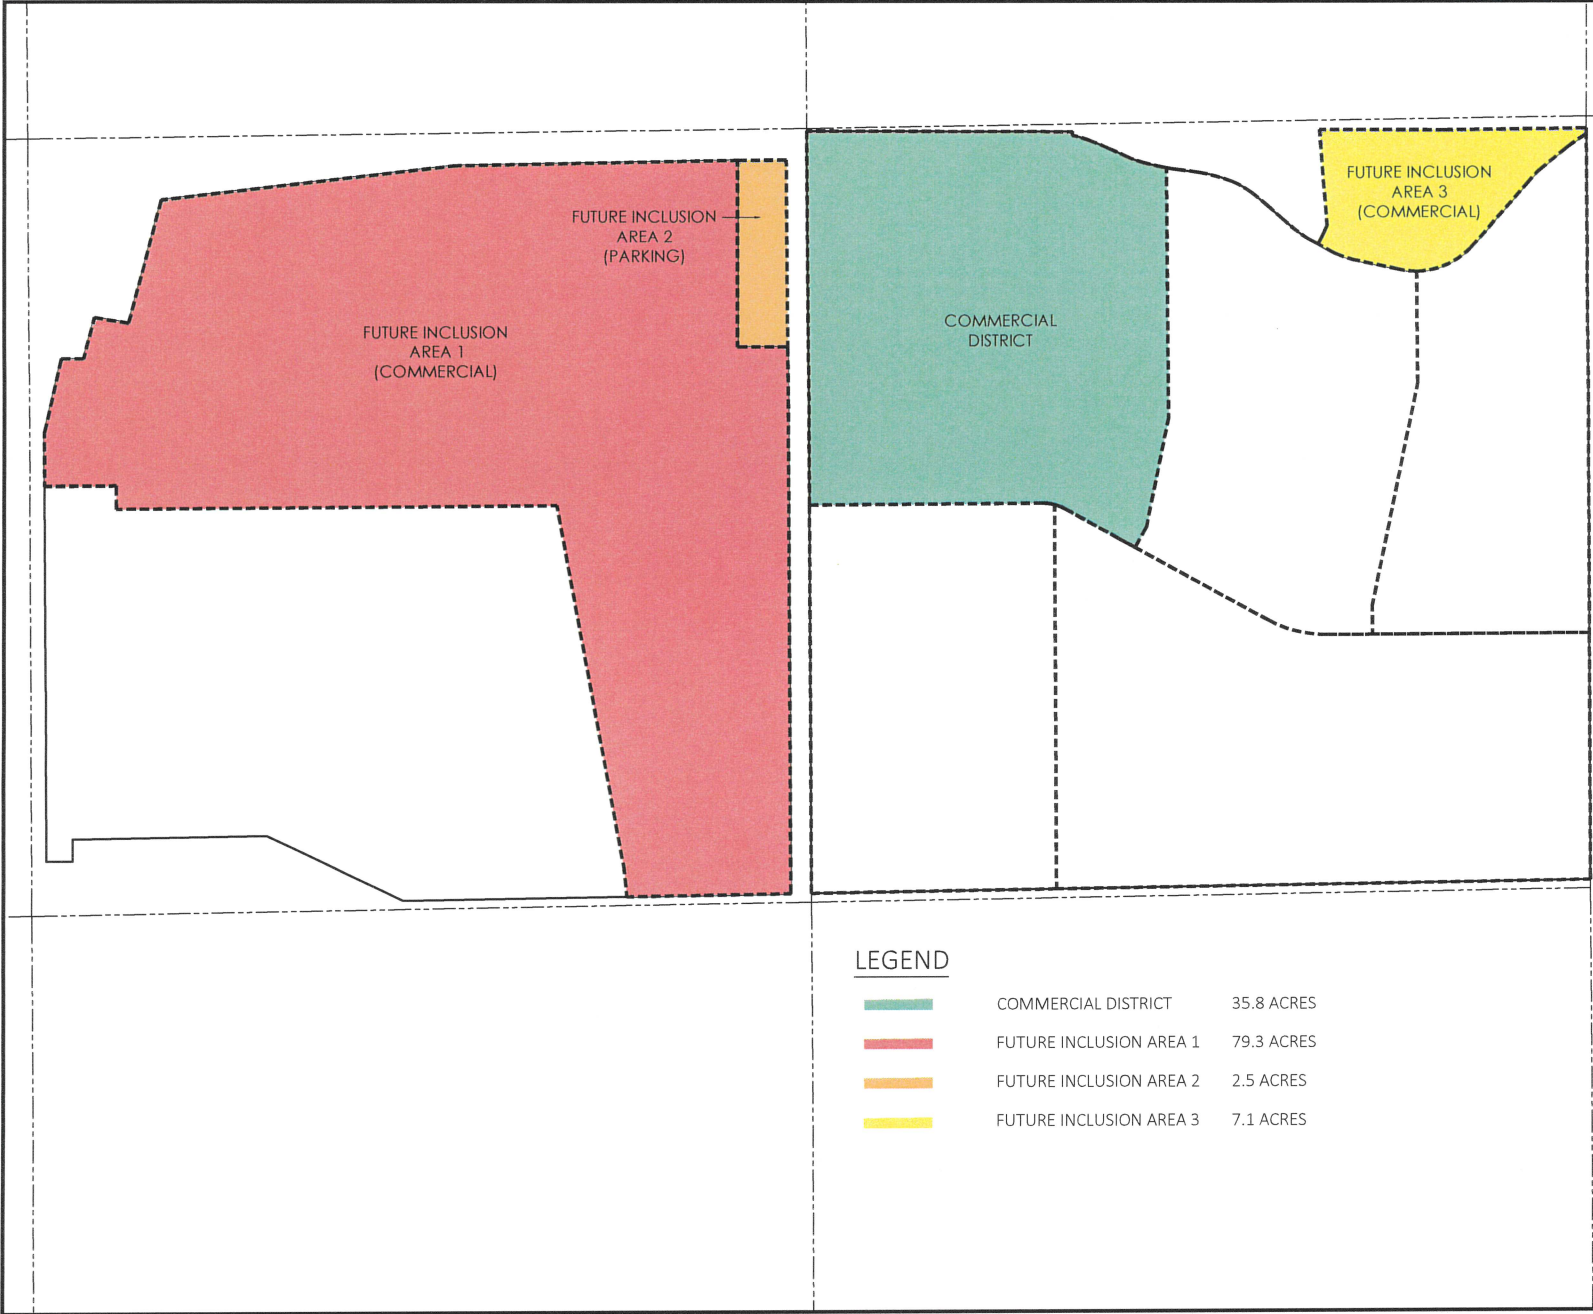 FUTURE INCLUSION
AREA 2
(PARKING)
FUTURE INCLUSION
AREA 3
(COMMERCIAL)
FUTURE INCLUSION
AREA 1
(COMMERCIAL)
COMMERCIAL
DISTRICT
LEGEND
COMMERCIAL DISTRICT 35.8 ACRES
FUTURE INCLUSION AREA 1 79.3 ACRES
FUTURE INCLUSION AREA 2 2.5 ACRES
FUTURE INCLUSION AREA 3 7.1 ACRES